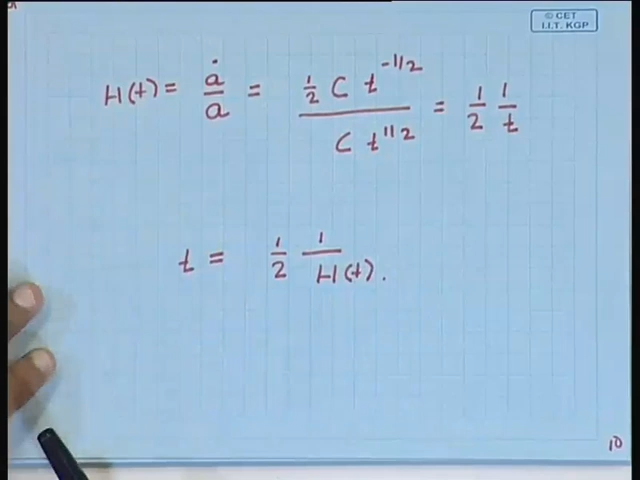 © CET
I.I.T. KGP
H(t) = ȧ/a = (1/2 C t^(-1/2)) / (C t^(1/2)) = 1/2 1/t
t = 1/2 1/H(t).
10